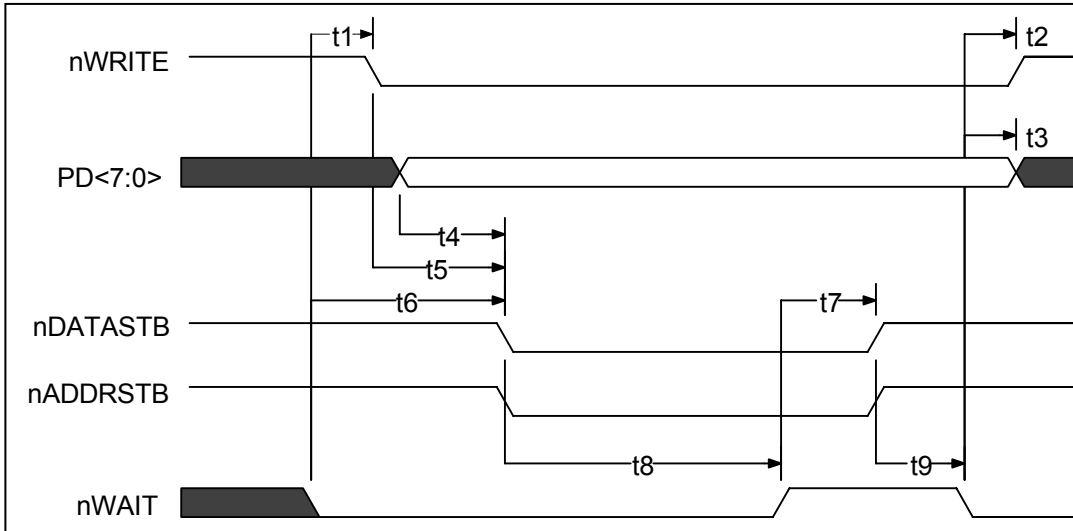 t1
t2
nWRITE
t3
PD<7:0>
t4
t5
t6
t7
nDATASTB
nADDRSTB
t8
t9
nWAIT